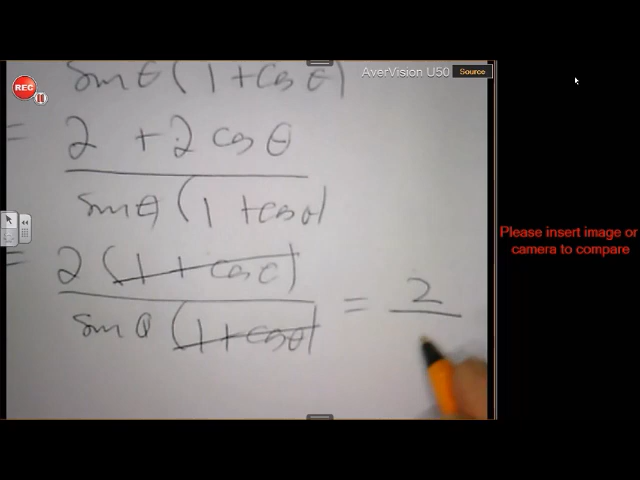 sin θ (1 + cos θ)
AverVision U50 Source
REC
= 2 + 2 cos θ
sin θ (1 + cos θ)
Please insert image or
camera to compare
= 2 (1 + cos θ)
sin θ (1 + cos θ) = 2